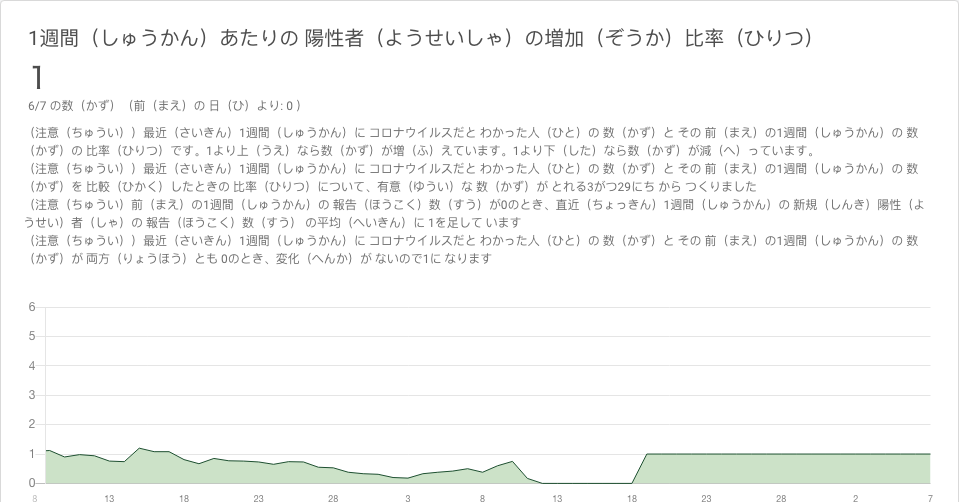 1週間（しゅうかん）あたりの 陽性者（ようせいしゃ）の増加（ぞうか）比率（ひりつ）
1
6/7 の数（かず）（前（まえ）の 日（ひ）より: 0 ）
（注意（ちゅうい））最近（さいきん）1週間（しゅうかん）に コロナウイルスだと わかった人（ひと）の 数（かず）と その 前（まえ）の1週間（しゅうかん）の 数
（かず）の 比率（ひりつ）です。1より上（うえ）なら数（かず）が増（ふ）えています。1より下（した）なら数（かず）が減（へ）っています。
（注意（ちゅうい））最近（さいきん）1週間（しゅうかん）に コロナウイルスだと わかった人（ひと）の 数（かず）と その 前（まえ）の1週間（しゅうかん）の 数
（かず）を 比較（ひかく）したときの 比率（ひりつ）について、有意（ゆうい）な 数（かず）が とれる3がつ29にち から つくりました
（注意（ちゅうい））前（まえ）の1週間（しゅうかん）の 報告（ほうこく）数（すう）が0のとき、直近（ちょっきん）1週間（しゅうかん）の 新規（しんき）陽性（よ
うせい）者（しゃ）の 報告（ほうこく）数（すう） の平均（へいきん）に 1を足して います
（注意（ちゅうい））最近（さいきん）1週間（しゅうかん）に コロナウイルスだと わかった人（ひと）の 数（かず）と その 前（まえ）の1週間（しゅうかん）の 数
（かず）が 両方（りょうほう）とも 0のとき、変化（へんか）が ないので1に なります
6
5
4
3
2
1
0
8 13 18 23 28 3 8 13 18 23 28 2 7